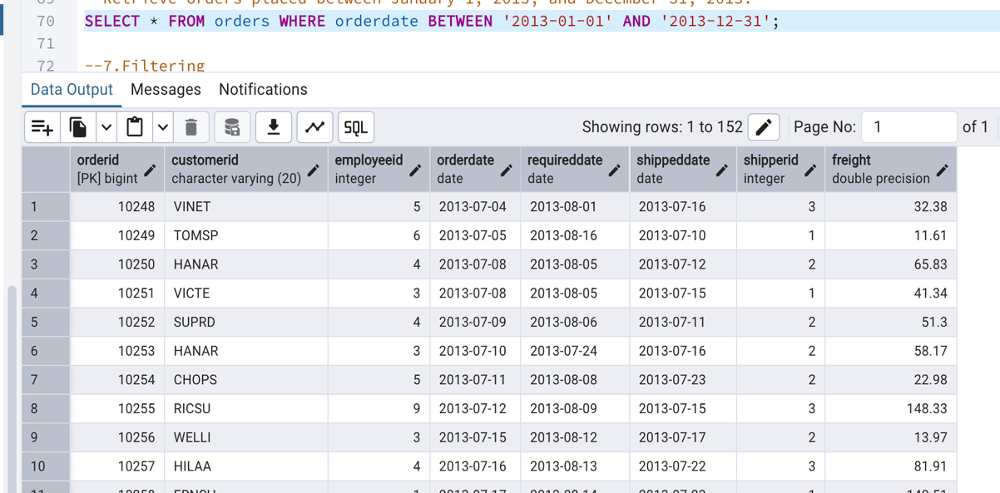 Retrieve orders placed between January 1, 2013, and December 31, 2013.
70 SELECT * FROM orders WHERE orderdate BETWEEN '2013-01-01' AND '2013-12-31';
71
72 --7.Filtering
Data Output Messages Notifications
SQL Showing rows: 1 to 152 Page No: 1 of 1
orderid customerid employeeid orderdate requireddate shippeddate shipperid freight
[PK] bigint character varying (20) integer date date date integer double precision
1 10248 VINET 5 2013-07-04 2013-08-01 2013-07-16 3 32.38
2 10249 TOMSP 6 2013-07-05 2013-08-16 2013-07-10 1 11.61
3 10250 HANAR 4 2013-07-08 2013-08-05 2013-07-12 2 65.83
4 10251 VICTE 3 2013-07-08 2013-08-05 2013-07-15 1 41.34
5 10252 SUPRD 4 2013-07-09 2013-08-06 2013-07-11 2 51.3
6 10253 HANAR 3 2013-07-10 2013-07-24 2013-07-16 2 58.17
7 10254 CHOPS 5 2013-07-11 2013-08-08 2013-07-23 2 22.98
8 10255 RICSU 9 2013-07-12 2013-08-09 2013-07-15 3 148.33
9 10256 WELLI 3 2013-07-15 2013-08-12 2013-07-17 2 13.97
10 10257 HILAA 4 2013-07-16 2013-08-13 2013-07-22 3 81.91